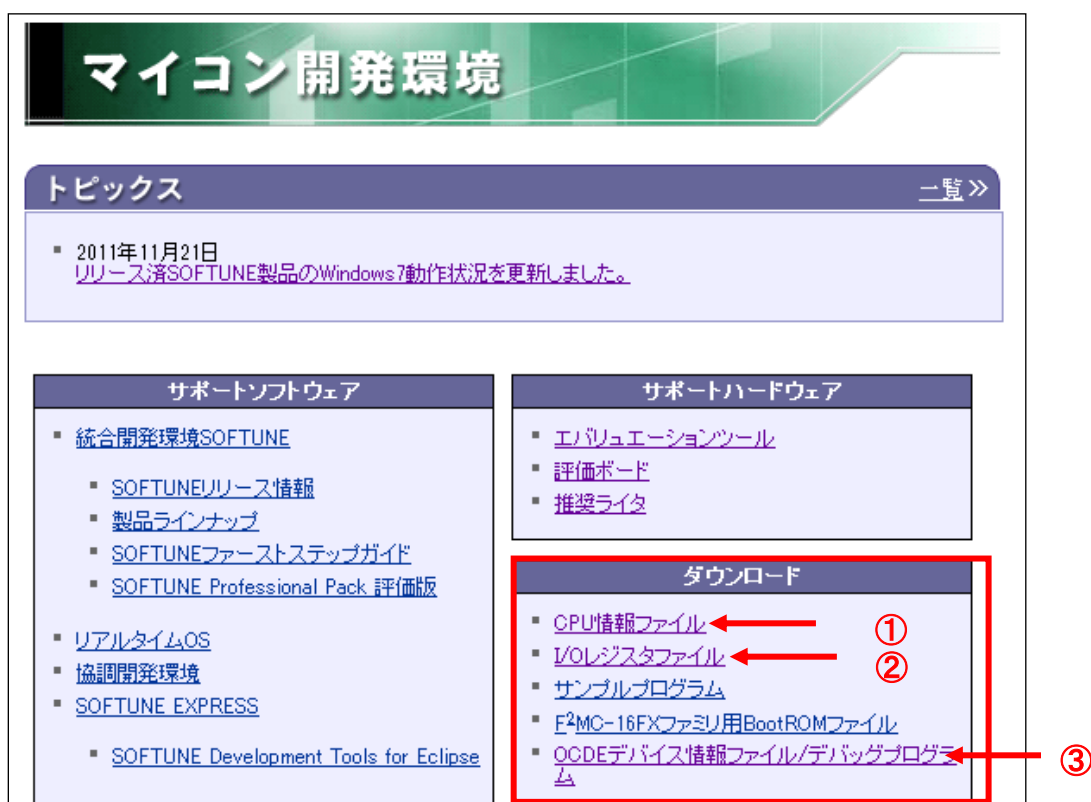 マイコン開発環境
トピックス
一覧≫
2011年11月21日
リリース済SOFTUNE製品のWindows7動作状況を更新しました。
サポートソフトウェア
統合開発環境SOFTUNE
SOFTUNEリリース情報
製品ラインナップ
SOFTUNEファーストステップガイド
SOFTUNE Professional Pack 評価版
リアルタイムOS
協調開発環境
SOFTUNE EXPRESS
SOFTUNE Development Tools for Eclipse
サポートハードウェア
エバリュエーションツール
評価ボード
推奨ライタ
ダウンロード
CPU情報ファイル ①
I/Oレジスタファイル ②
サンプルプログラム
F²MC-16FXファミリ用BootROMファイル
OCDEデバイス情報ファイル/デバッグプログラ ③
ム